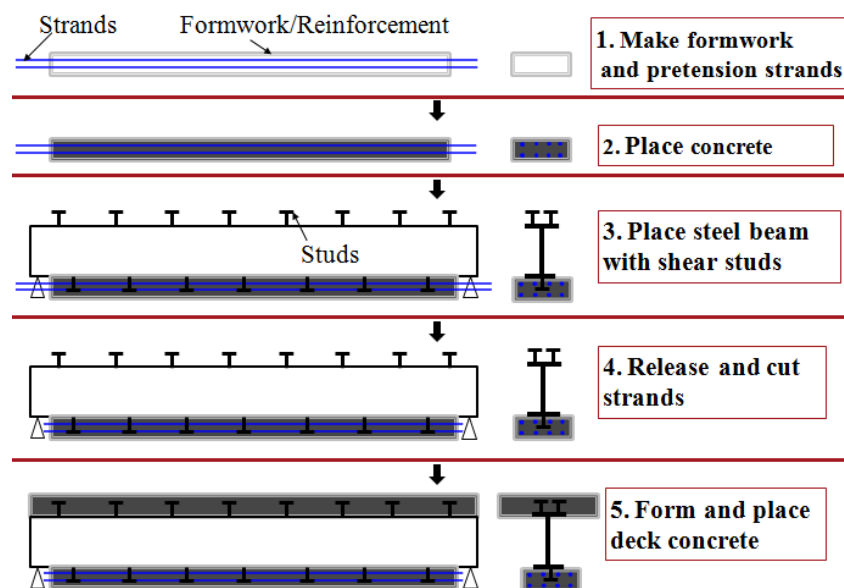 Strands
Formwork/Reinforcement
1. Make formwork
and pretension strands
2. Place concrete
Studs
3. Place steel beam
with shear studs
4. Release and cut
strands
5. Form and place
deck concrete